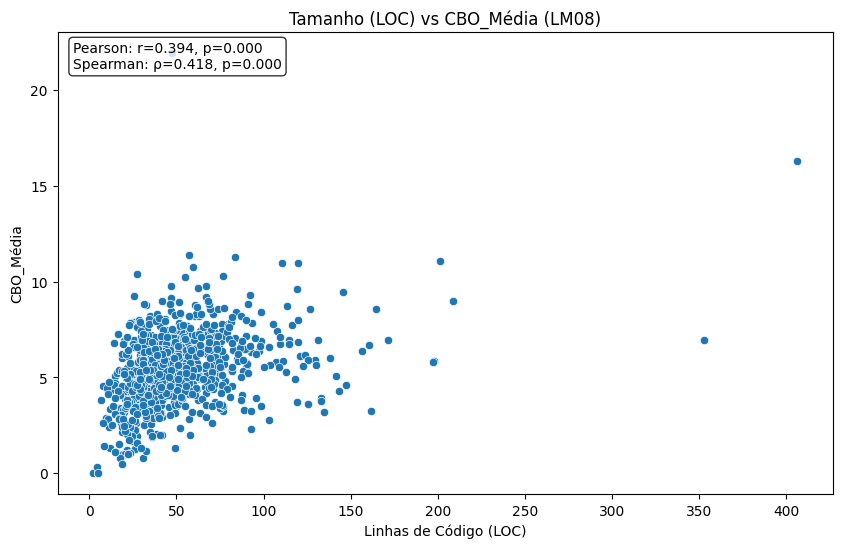 Tamanho (LOC) vs CBO_Média (LM08)
Pearson: r=0.394, p=0.000
Spearman: ρ=0.418, p=0.000
20
15
10
5
0
CBO_Média
0 50 100 150 200 250 300 350 400
Linhas de Código (LOC)